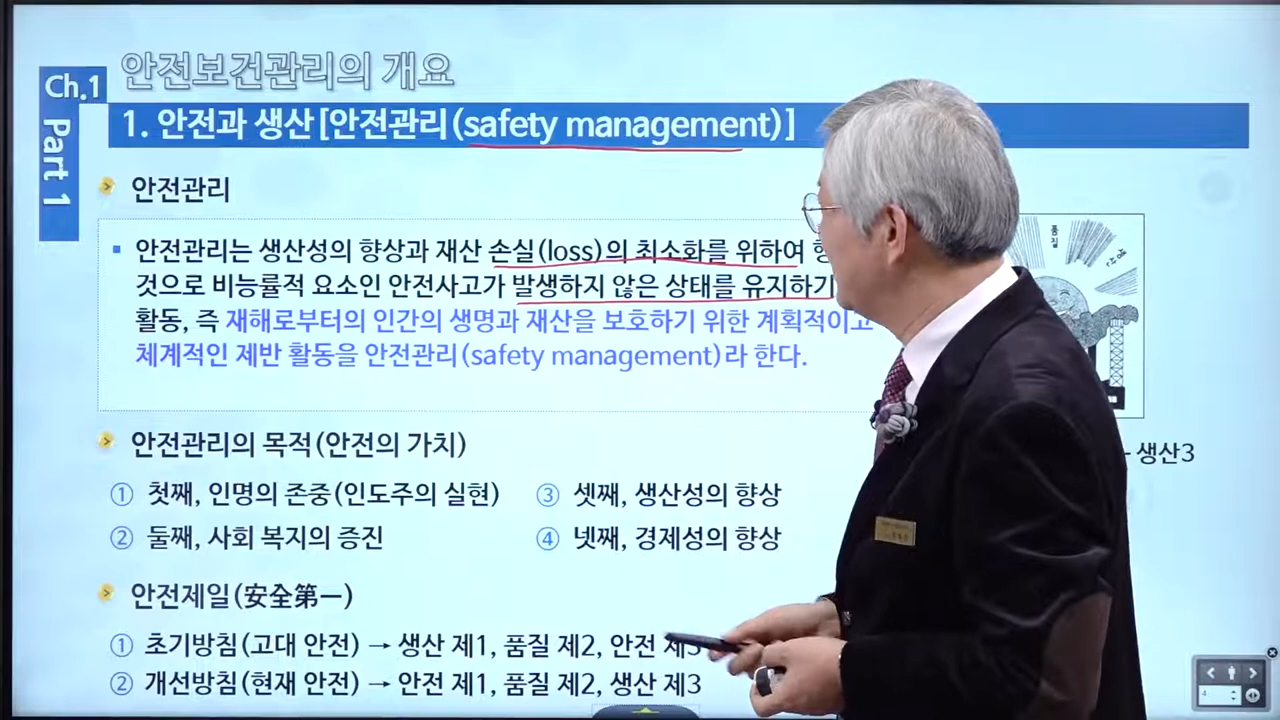 안전보건관리의 개요
Ch.1
Part 1
1. 안전과 생산[안전관리(safety management)]
안전관리
안전관리는 생산성의 향상과 재산 손실(loss)의 최소화를 위하여
것으로 비능률적 요소인 안전사고가 발생하지 않은 상태를 유지하기
활동, 즉 재해로부터의 인간의 생명과 재산을 보호하기 위한 계획적이고
체계적인 제반 활동을 안전관리(safety management)라 한다.
품질
생산3
안전관리의 목적(안전의 가치)
① 첫째, 인명의 존중(인도주의 실현)
② 둘째, 사회 복지의 증진
③ 셋째, 생산성의 향상
④ 넷째, 경제성의 향상
안전제일(安全第一)
① 초기방침(고대 안전) → 생산 제1, 품질 제2, 안전 제3
② 개선방침(현재 안전) → 안전 제1, 품질 제2, 생산 제3
4